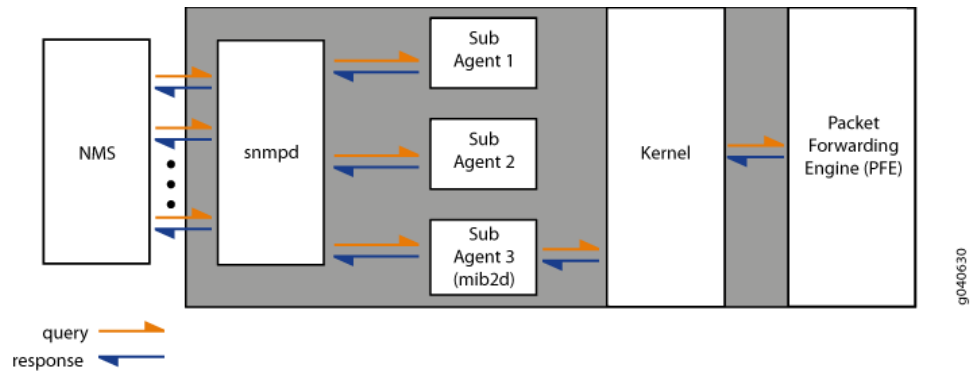 NMS
snmpd
Sub
Agent 1
Sub
Agent 2
Sub
Agent 3
(mib2d)
Kernel
Packet
Forwarding
Engine (PFE)
g040630
query
response